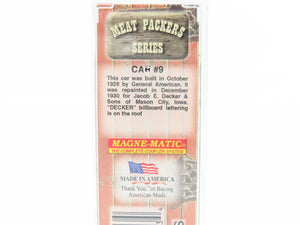 MEAT PACKERS
SERIES
CAR #9
This car was built in October
1928 by General American. It
was repainted in December
1930 for Jacob E. Decker &
Sons of Mason City, Iowa.
"DECKER" billboard lettering
is on the roof
MAGNE-MATIC®
THE COMPLETE COUPLER SYSTEM
MADE IN AMERICA
Thank You For Buying
American-Made